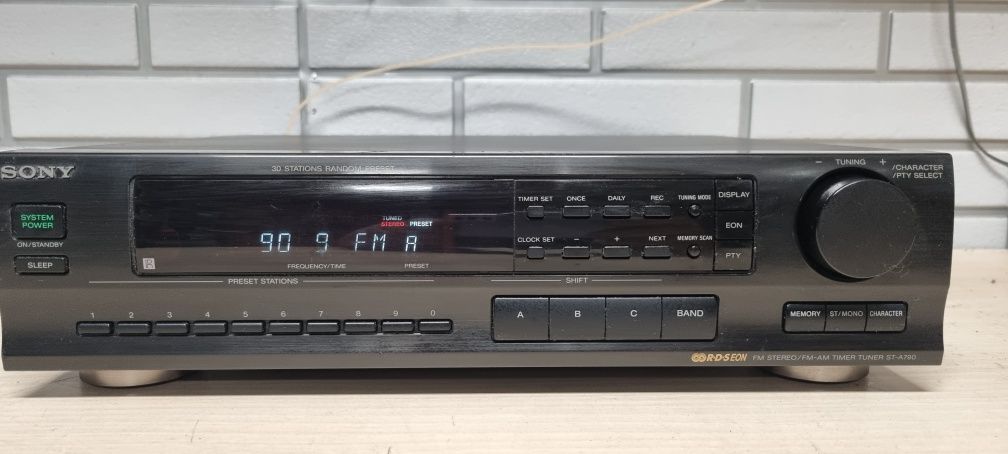 SONY
30 STATIONS RANDOM PRESET
SYSTEM
POWER
ON/STANDBY
SLEEP
TUNED
STEREO PRESET
90 9 FM A
FREQUENCY/TIME PRESET
R
TIMER SET ONCE DAILY REC TUNING MODE
CLOCK SET – + NEXT MEMORY SCAN
DISPLAY
EON
PTY
– TUNING +
/CHARACTER
/PTY SELECT
PRESET STATIONS
1 2 3 4 5 6 7 8 9 0
SHIFT
A B C BAND
MEMORY ST/MONO CHARACTER
R·D·S EON FM STEREO/FM-AM TIMER TUNER ST-A790